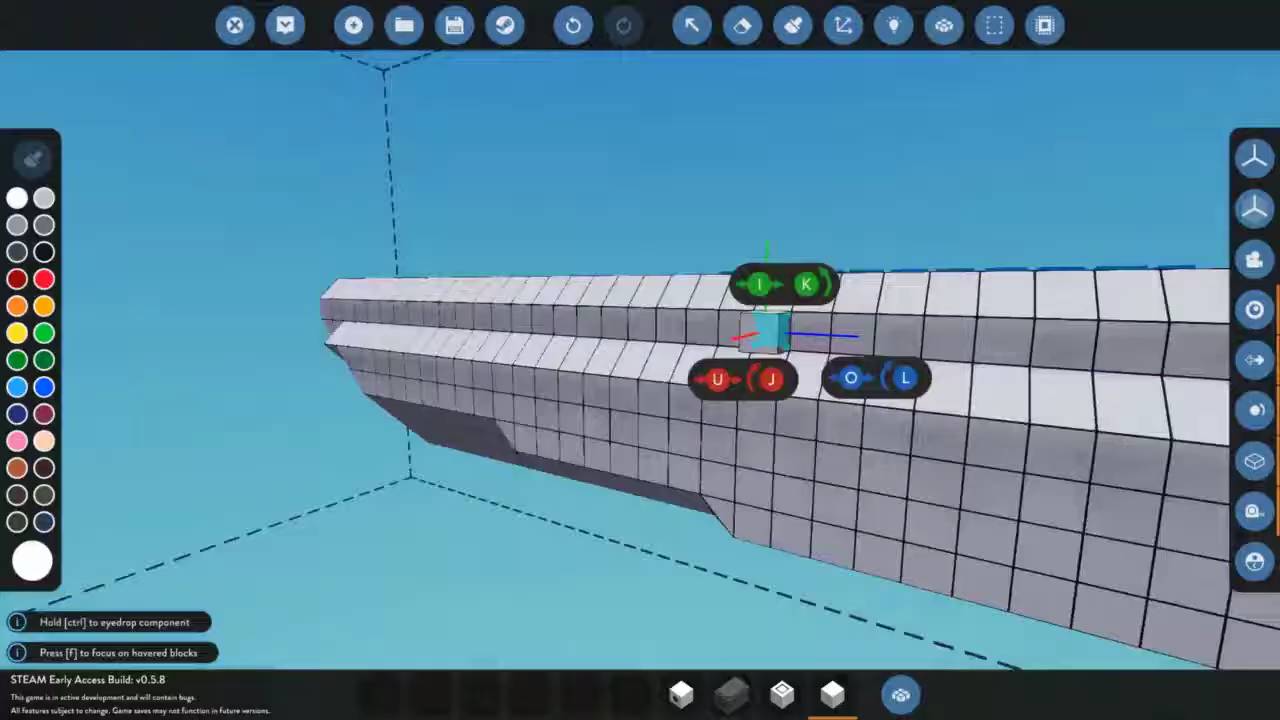 I K
U J
O L
Hold [ctrl] to eyedrop component
Press [f] to focus on hovered blocks
STEAM Early Access Build: v0.5.8
This game is in active development and will contain bugs.
All features subject to change. Game saves may not function in future versions.